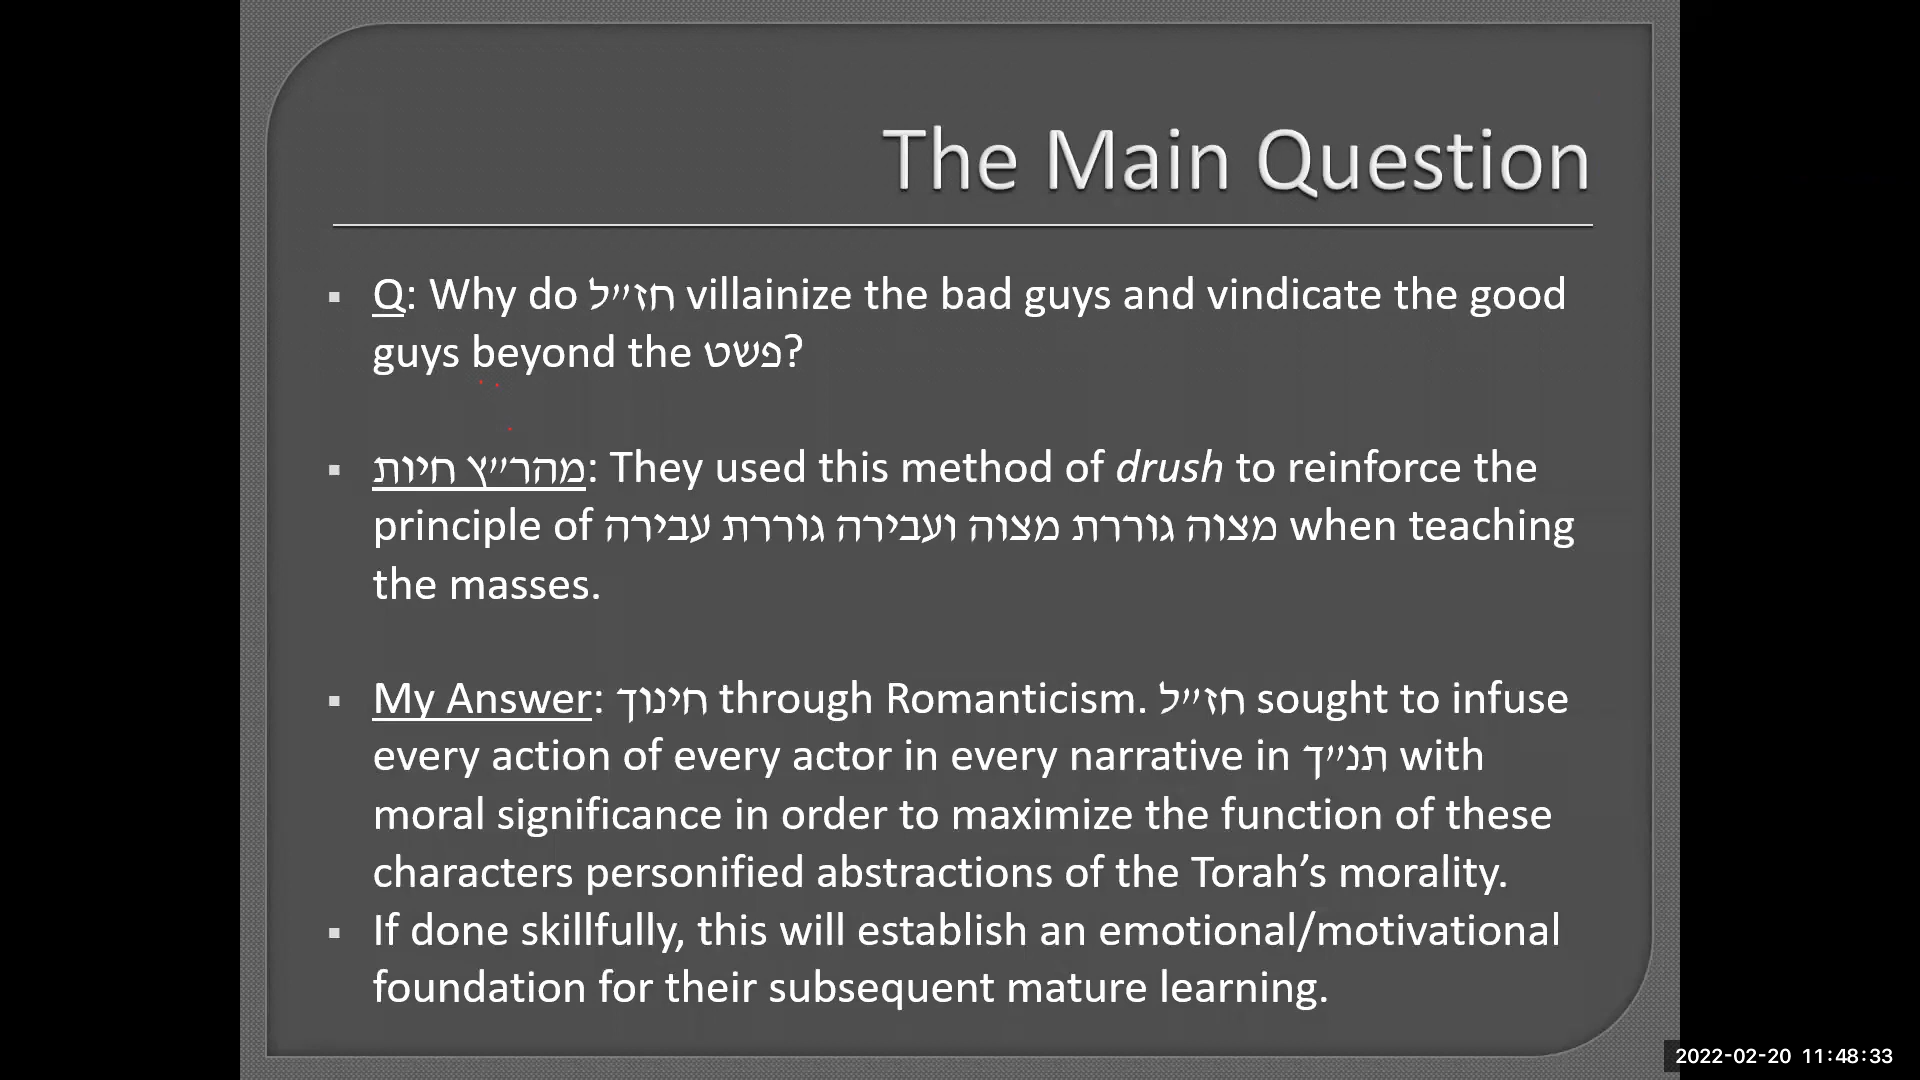 The Main Question
Q: Why do חז״ל villainize the bad guys and vindicate the good
guys beyond the פשט?
מהר״ץ חיות: They used this method of drush to reinforce the
principle of מצוה גוררת מצוה ועבירה גוררת עבירה when teaching
the masses.
My Answer: חינוך through Romanticism. חז״ל sought to infuse
every action of every actor in every narrative in תנ״ך with
moral significance in order to maximize the function of these
characters personified abstractions of the Torah’s morality.
If done skillfully, this will establish an emotional/motivational
foundation for their subsequent mature learning.
2022-02-20 11:48:33